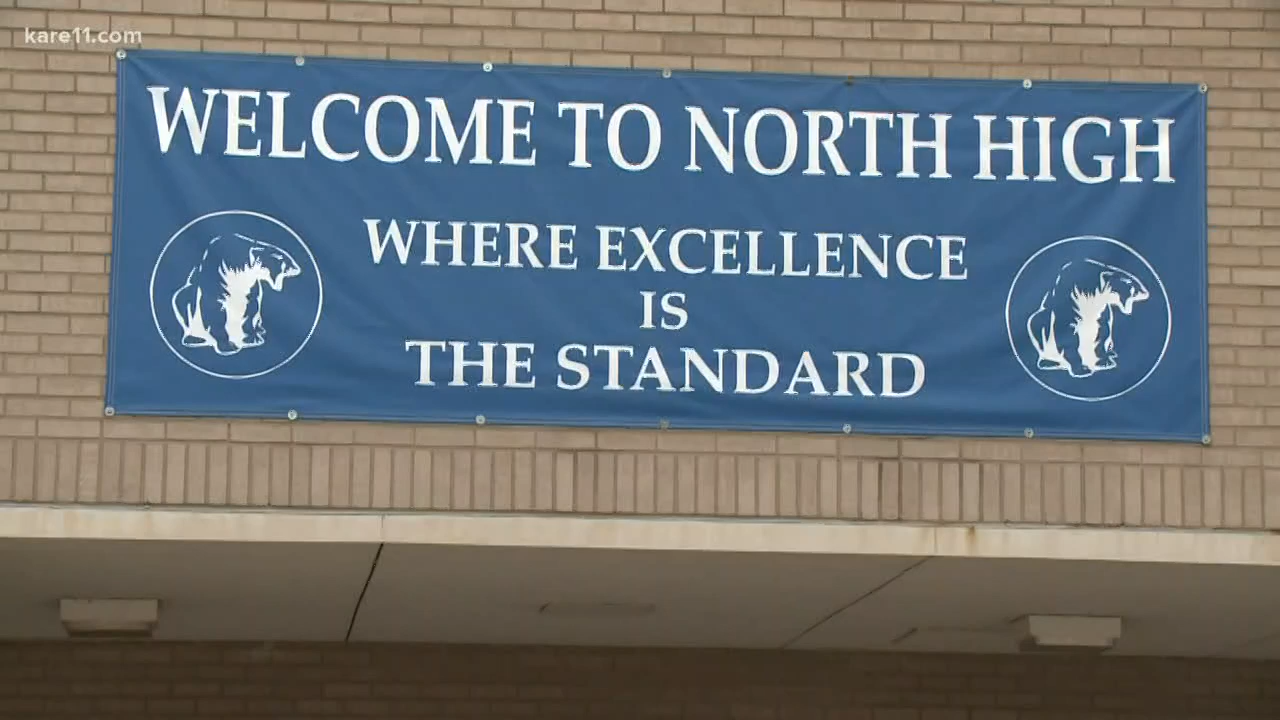 kare11.com
WELCOME TO NORTH HIGH
WHERE EXCELLENCE
IS
THE STANDARD